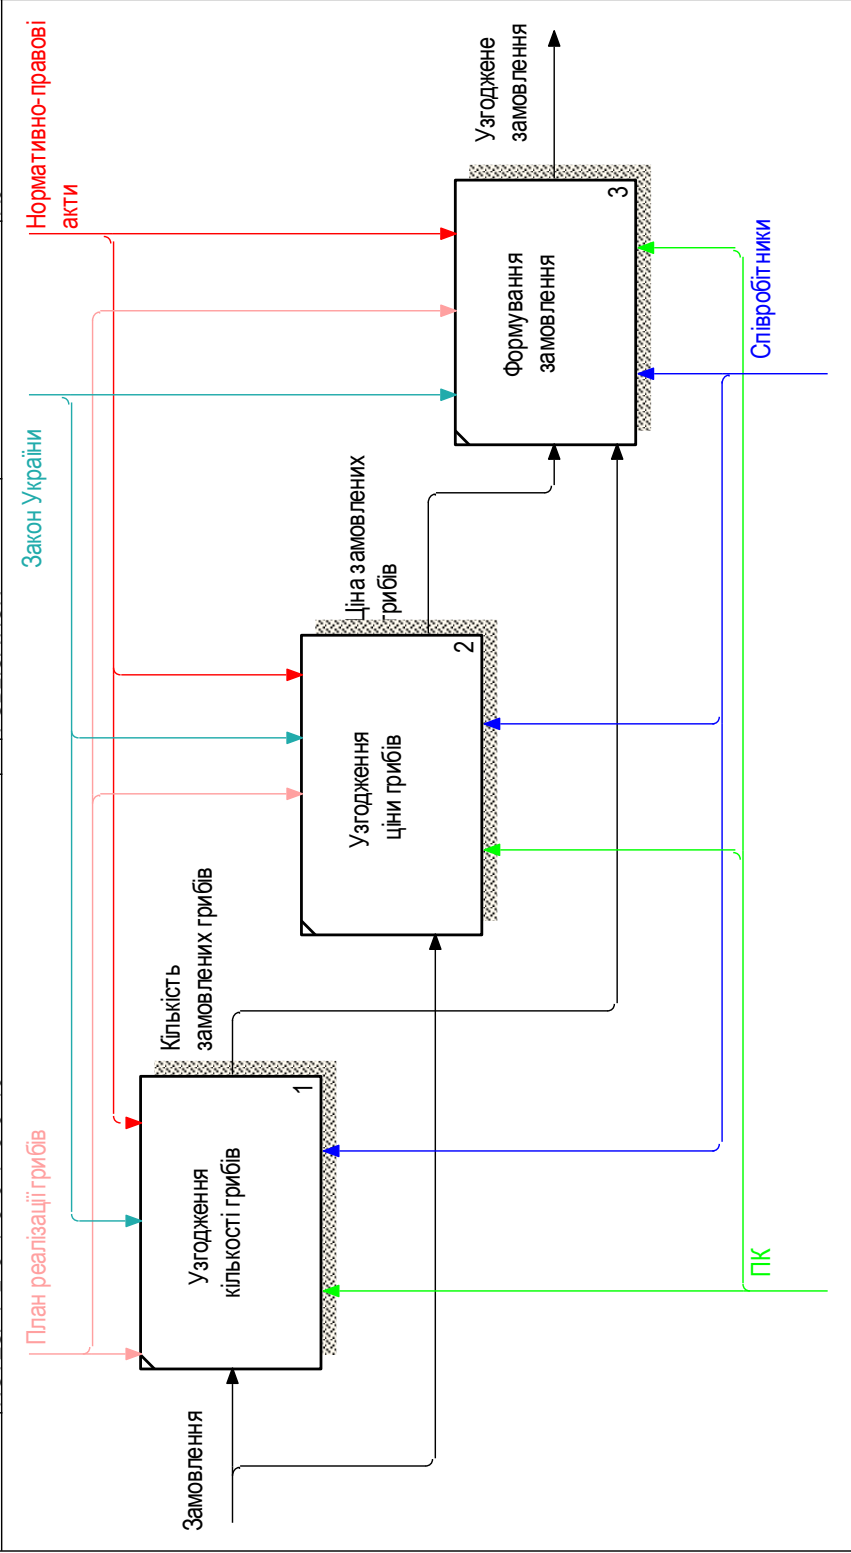 План реалізації грибів
Закон України
Нормативно-правові
акти
Замовлення
Узгодження
кількості грибів
1
Кількість
замовлених грибів
Узгодження
ціни грибів
2
Ціна замовлених
грибів
Формування
замовлення
3
Узгоджене
замовлення
ПК
Співробітники